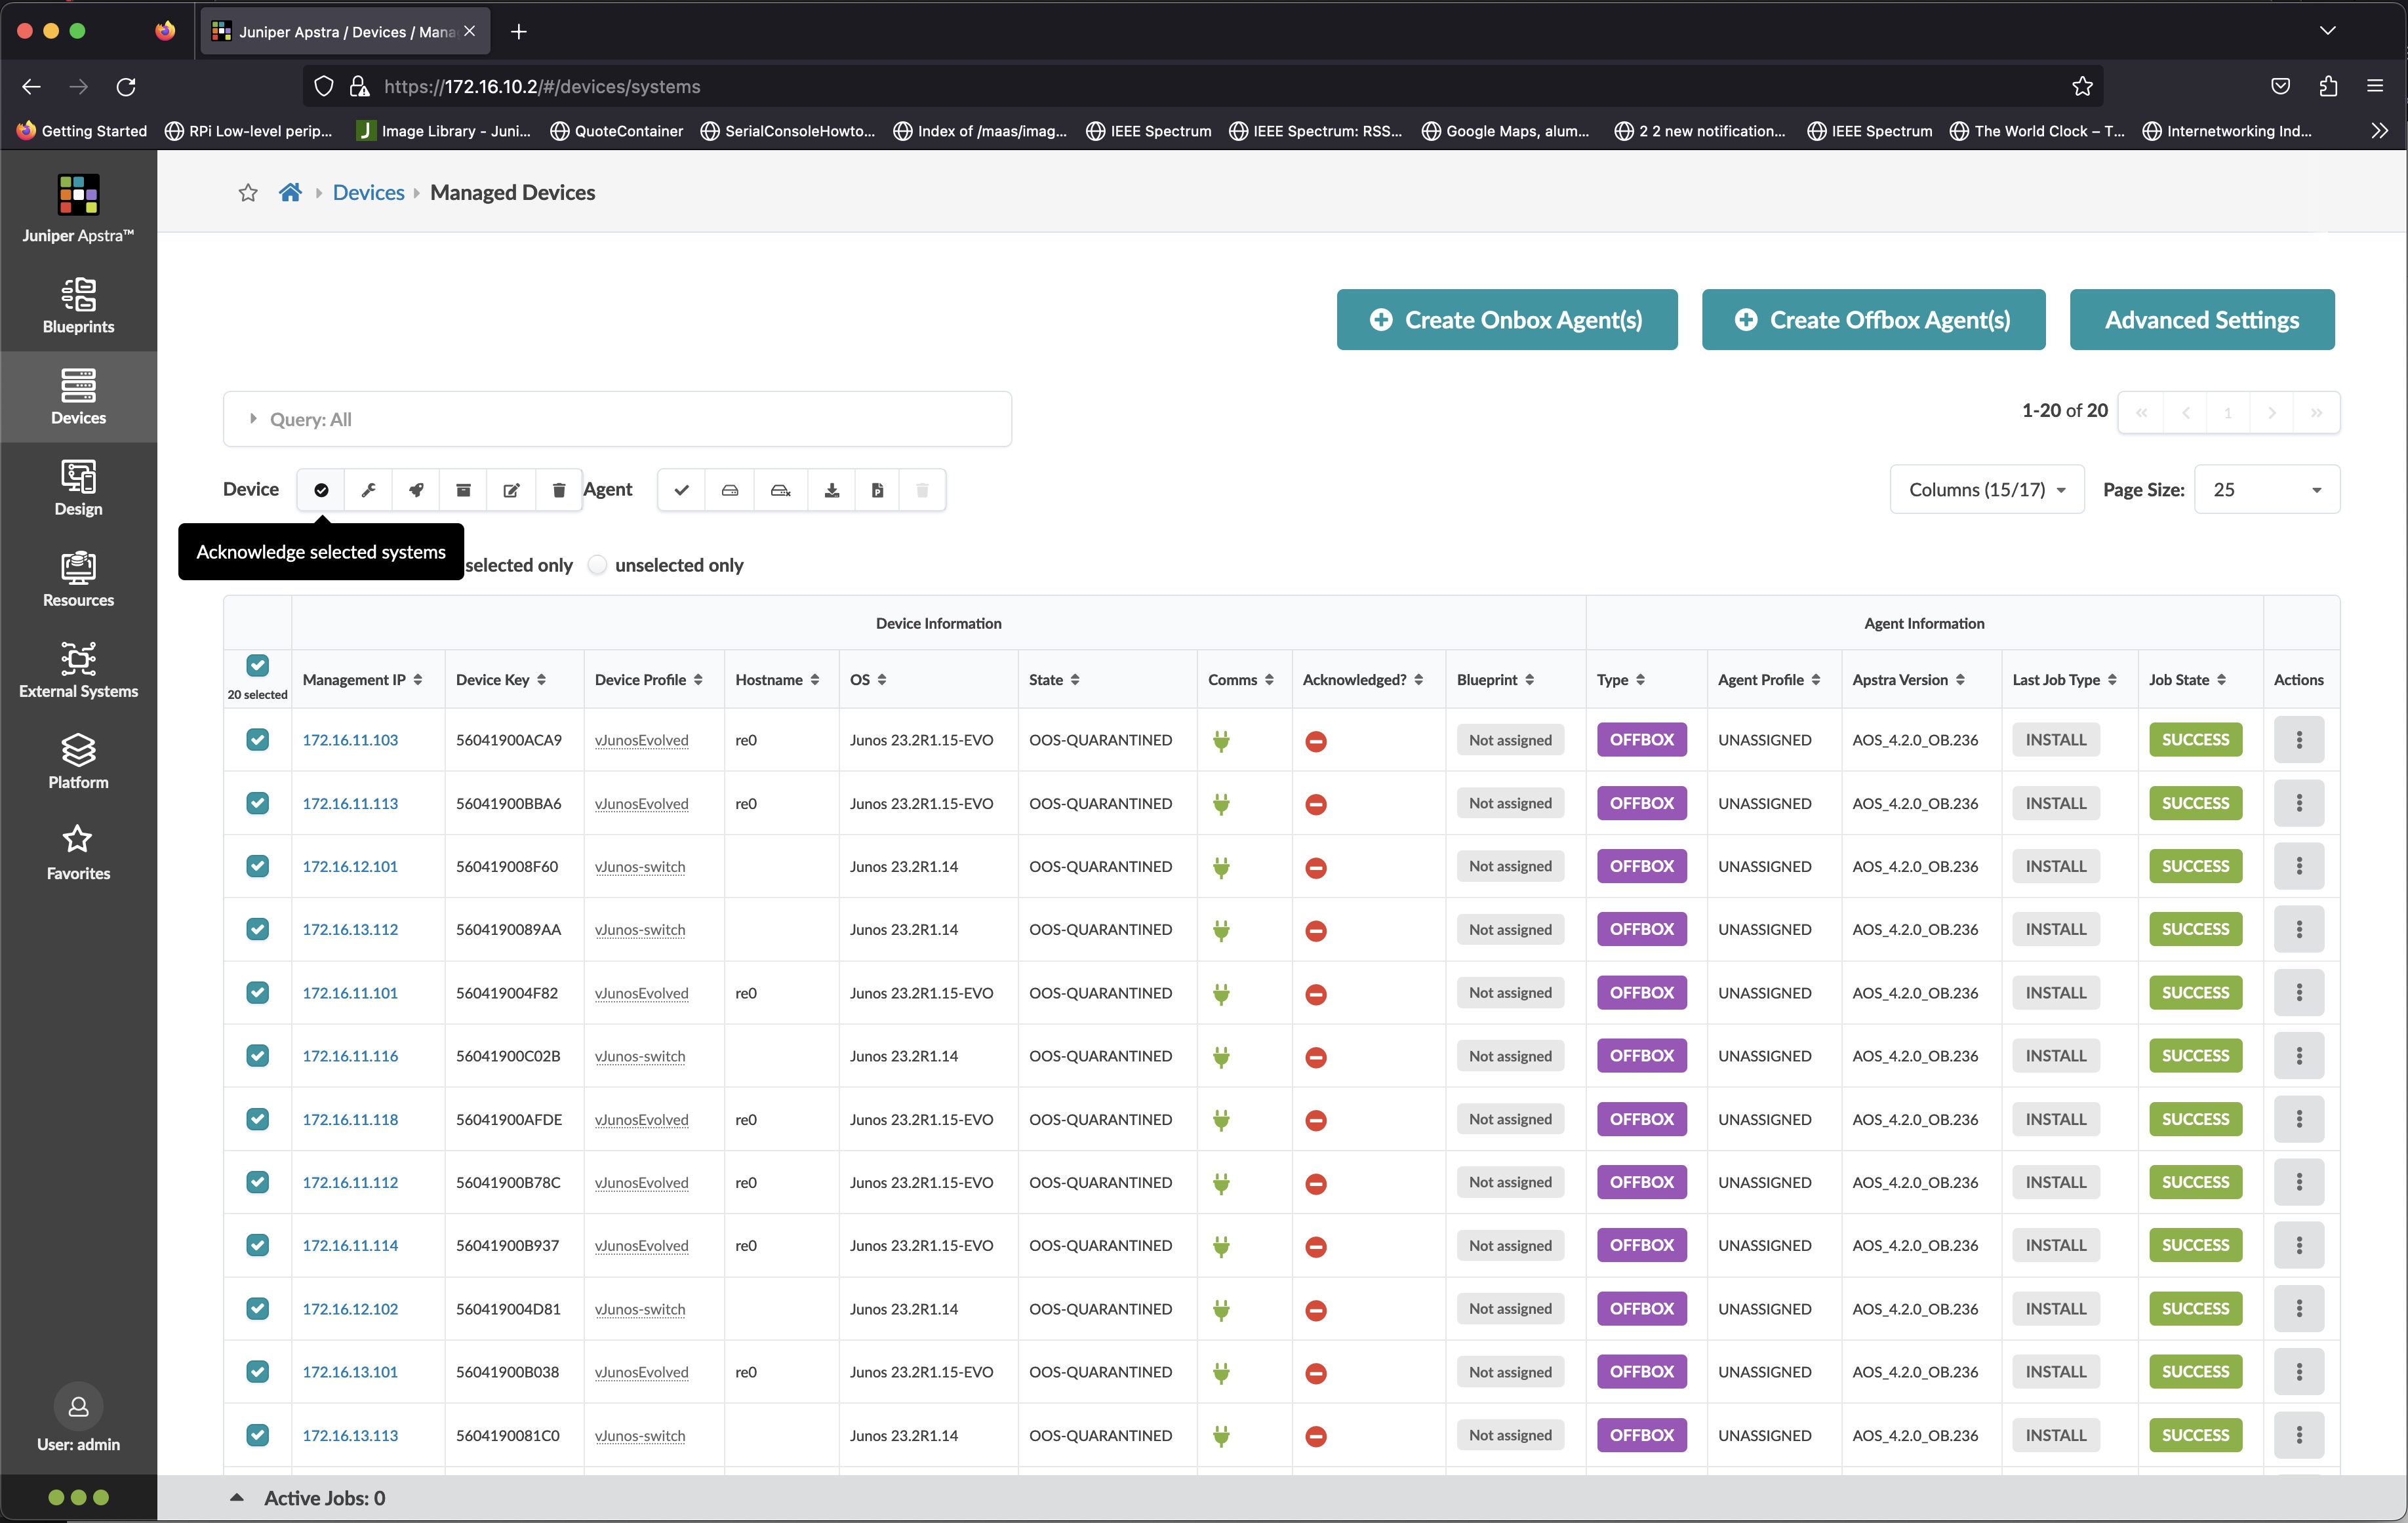 Juniper Apstra / Devices / Mana
https://172.16.10.2/#/devices/systems
Getting Started RPi Low-level perip... Image Library - Juni... QuoteContainer SerialConsoleHowto... Index of /maas/imag... IEEE Spectrum IEEE Spectrum: RSS... Google Maps, alum... 2 2 new notification... IEEE Spectrum The World Clock – T... Internetworking Ind...
Juniper Apstra™
Blueprints
Devices
Design
Resources
External Systems
Platform
Favorites
User: admin
Devices Managed Devices
Create Onbox Agent(s) Create Offbox Agent(s) Advanced Settings
Query: All
1-20 of 20 « < 1 > »
Device Agent Columns (15/17) Page Size: 25
Acknowledge selected systems
selected only unselected only
Device Information Agent Information
20 selected Management IP Device Key Device Profile Hostname OS State Comms Acknowledged? Blueprint Type Agent Profile Apstra Version Last Job Type Job State Actions
172.16.11.103 56041900ACA9 vJunosEvolved re0 Junos 23.2R1.15-EVO OOS-QUARANTINED Not assigned OFFBOX UNASSIGNED AOS_4.2.0_OB.236 INSTALL SUCCESS
172.16.11.113 56041900BBA6 vJunosEvolved re0 Junos 23.2R1.15-EVO OOS-QUARANTINED Not assigned OFFBOX UNASSIGNED AOS_4.2.0_OB.236 INSTALL SUCCESS
172.16.12.101 560419008F60 vJunos-switch Junos 23.2R1.14 OOS-QUARANTINED Not assigned OFFBOX UNASSIGNED AOS_4.2.0_OB.236 INSTALL SUCCESS
172.16.13.112 5604190089AA vJunos-switch Junos 23.2R1.14 OOS-QUARANTINED Not assigned OFFBOX UNASSIGNED AOS_4.2.0_OB.236 INSTALL SUCCESS
172.16.11.101 560419004F82 vJunosEvolved re0 Junos 23.2R1.15-EVO OOS-QUARANTINED Not assigned OFFBOX UNASSIGNED AOS_4.2.0_OB.236 INSTALL SUCCESS
172.16.11.116 56041900C02B vJunos-switch Junos 23.2R1.14 OOS-QUARANTINED Not assigned OFFBOX UNASSIGNED AOS_4.2.0_OB.236 INSTALL SUCCESS
172.16.11.118 56041900AFDE vJunosEvolved re0 Junos 23.2R1.15-EVO OOS-QUARANTINED Not assigned OFFBOX UNASSIGNED AOS_4.2.0_OB.236 INSTALL SUCCESS
172.16.11.112 56041900B78C vJunosEvolved re0 Junos 23.2R1.15-EVO OOS-QUARANTINED Not assigned OFFBOX UNASSIGNED AOS_4.2.0_OB.236 INSTALL SUCCESS
172.16.11.114 56041900B937 vJunosEvolved re0 Junos 23.2R1.15-EVO OOS-QUARANTINED Not assigned OFFBOX UNASSIGNED AOS_4.2.0_OB.236 INSTALL SUCCESS
172.16.12.102 560419004D81 vJunos-switch Junos 23.2R1.14 OOS-QUARANTINED Not assigned OFFBOX UNASSIGNED AOS_4.2.0_OB.236 INSTALL SUCCESS
172.16.13.101 56041900B038 vJunosEvolved re0 Junos 23.2R1.15-EVO OOS-QUARANTINED Not assigned OFFBOX UNASSIGNED AOS_4.2.0_OB.236 INSTALL SUCCESS
172.16.13.113 5604190081C0 vJunos-switch Junos 23.2R1.14 OOS-QUARANTINED Not assigned OFFBOX UNASSIGNED AOS_4.2.0_OB.236 INSTALL SUCCESS
Active Jobs: 0